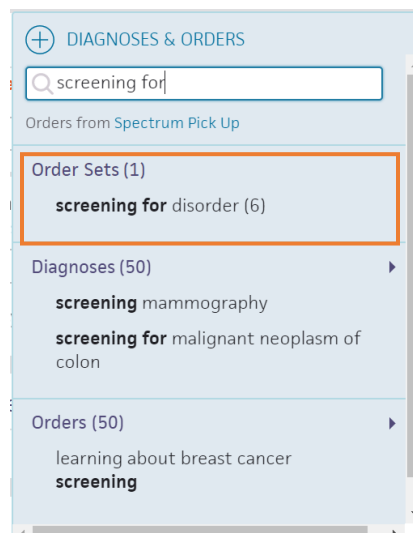 DIAGNOSES & ORDERS
screening for
Orders from Spectrum Pick Up
Order Sets (1)
screening for disorder (6)
Diagnoses (50)
screening mammography
screening for malignant neoplasm of
colon
Orders (50)
learning about breast cancer
screening